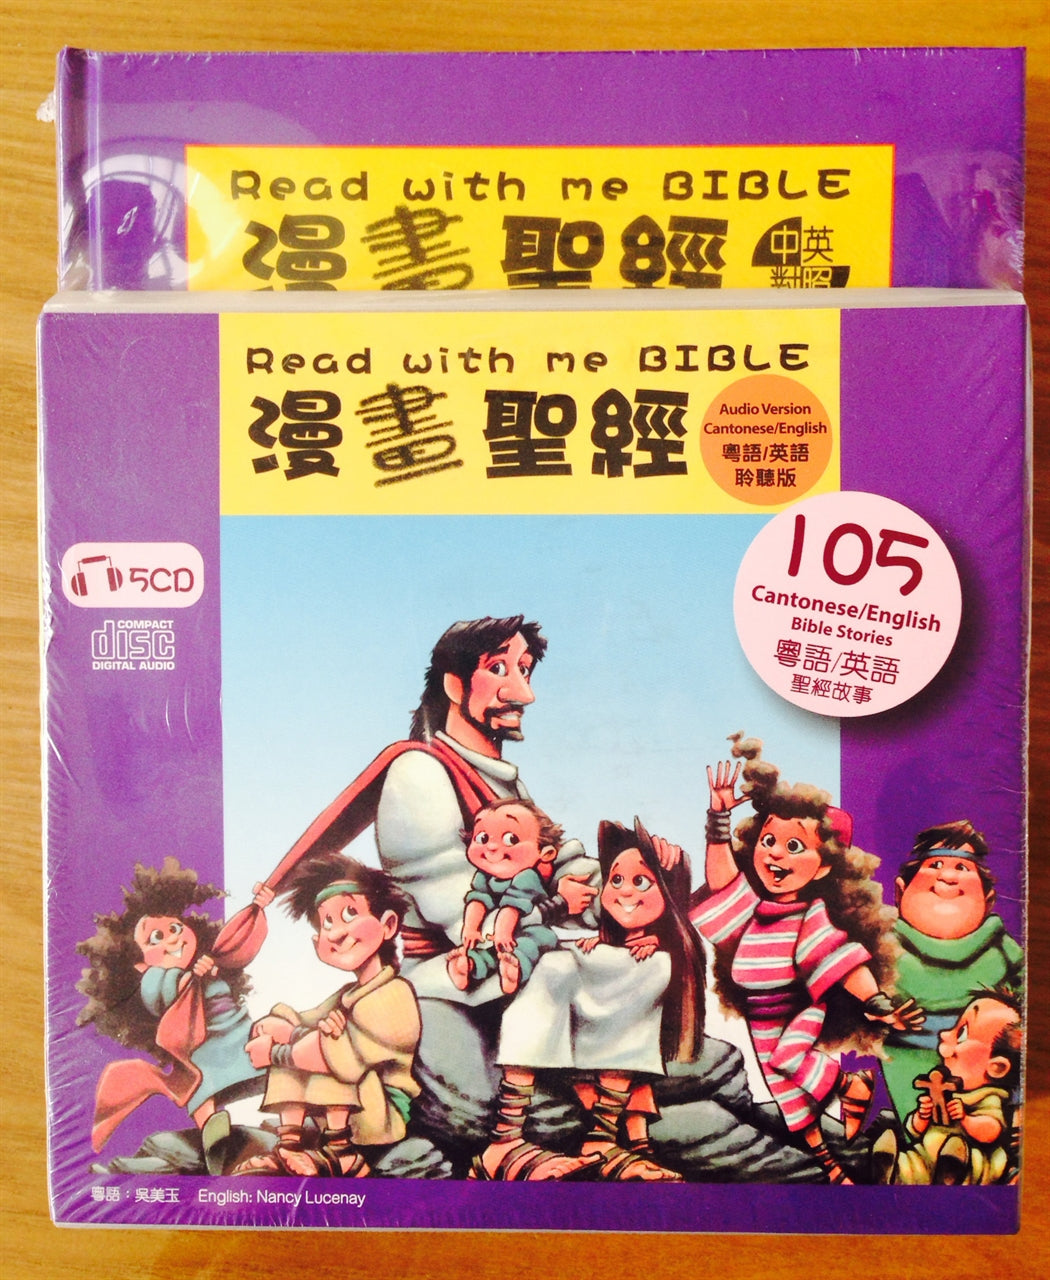 Read with me BIBLE
漫畫聖經
中英
對照
Read with me BIBLE
漫畫聖經
Audio Version
Cantonese/English
粵語/英語
聆聽版
105
Cantonese/English
Bible Stories
粵語/英語
聖經故事
5CD
COMPACT
disc
DIGITAL AUDIO
粵語：吳美玉 English: Nancy Lucenay